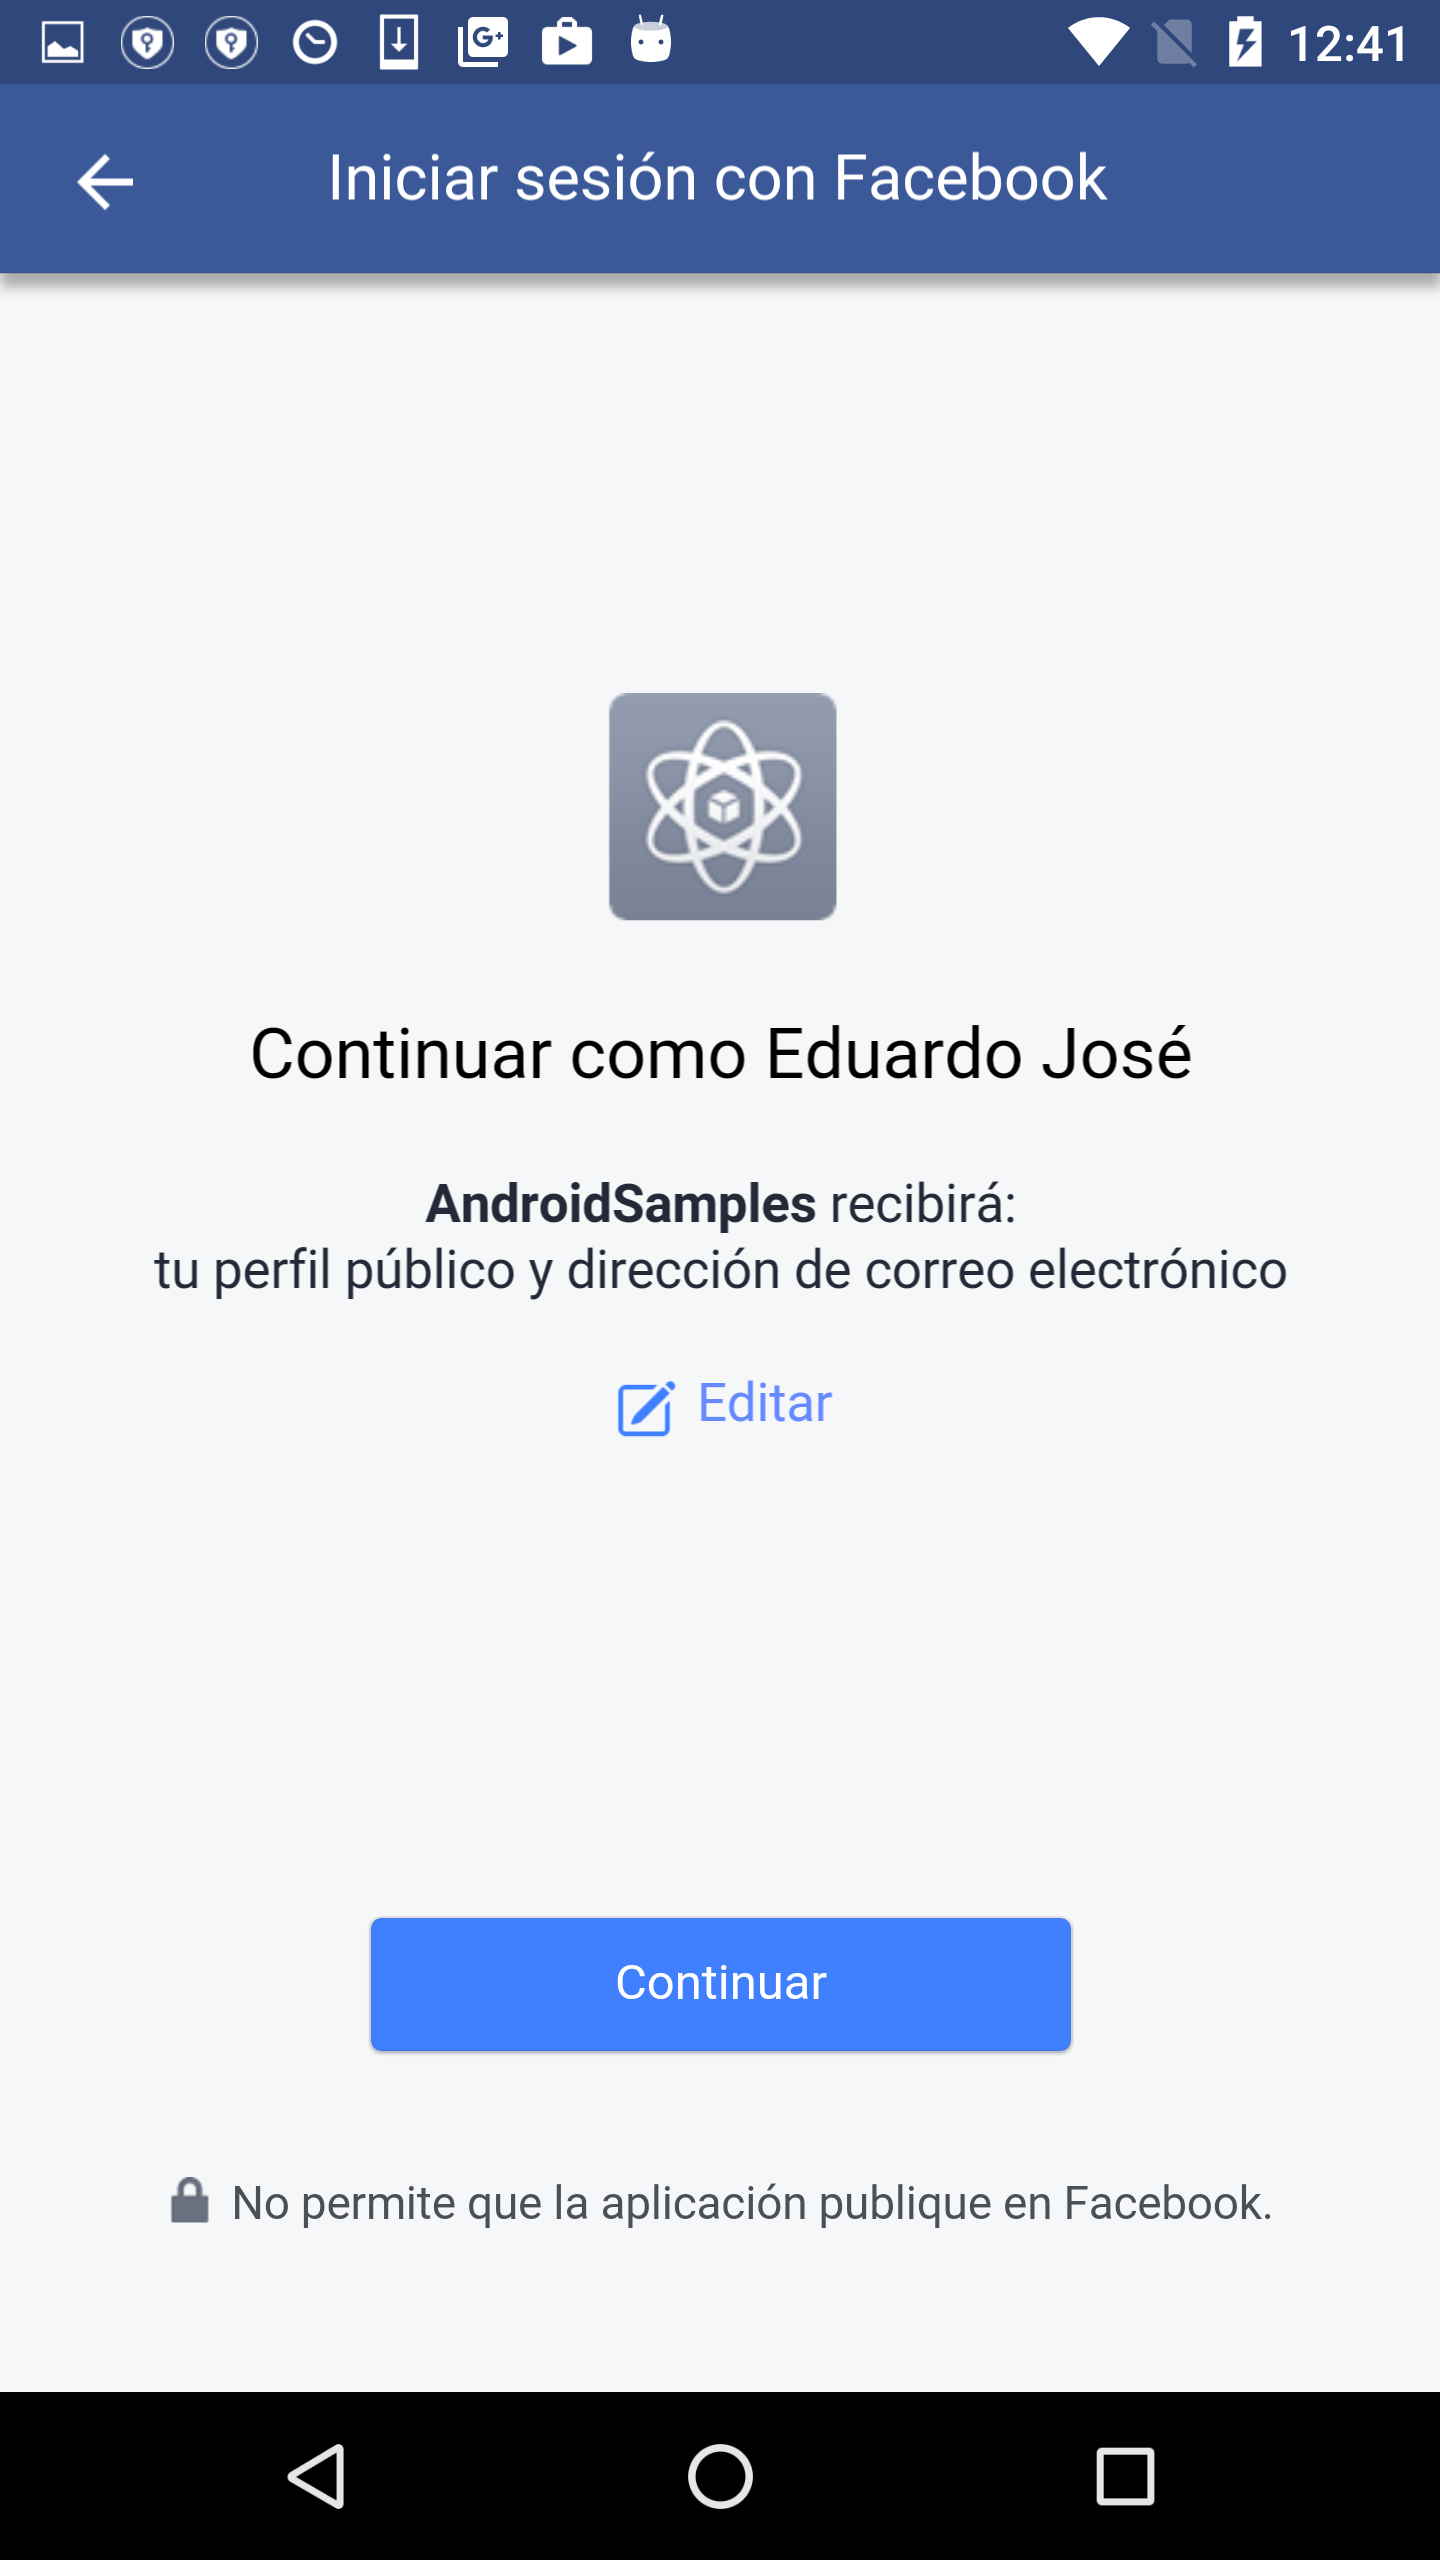 12:41
Iniciar sesión con Facebook
Continuar como Eduardo José
AndroidSamples recibirá:
tu perfil público y dirección de correo electrónico
Editar
Continuar
No permite que la aplicación publique en Facebook.